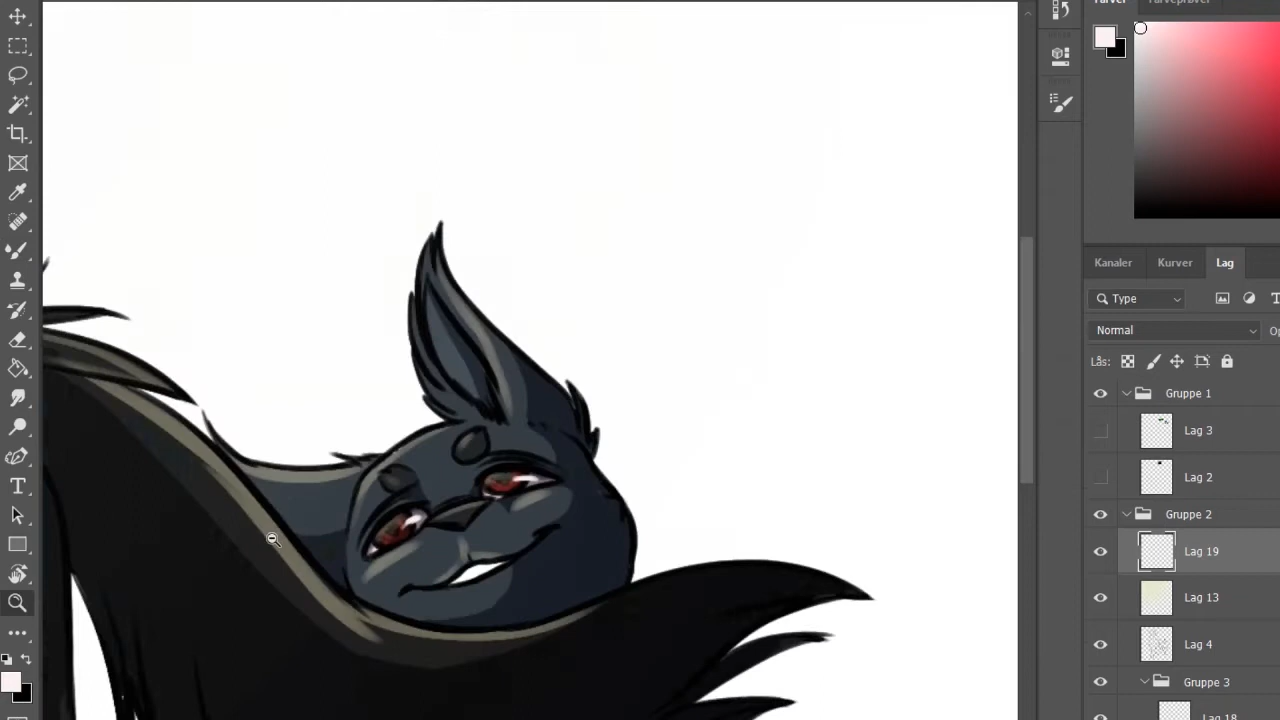 Farver
Farveprøver
Kanaler
Kurver
Lag
Type
Normal
Lås:
Gruppe 1
Lag 3
Lag 2
Gruppe 2
Lag 19
Lag 13
Lag 4
Gruppe 3
Lag 18